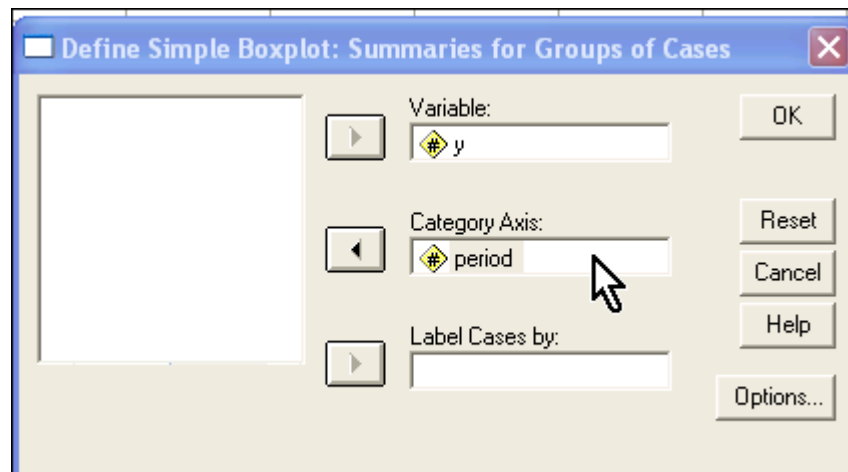 Define Simple Boxplot: Summaries for Groups of Cases
Variable:
y
OK
Category Axis:
period
Reset
Cancel
Label Cases by:
Help
Options...